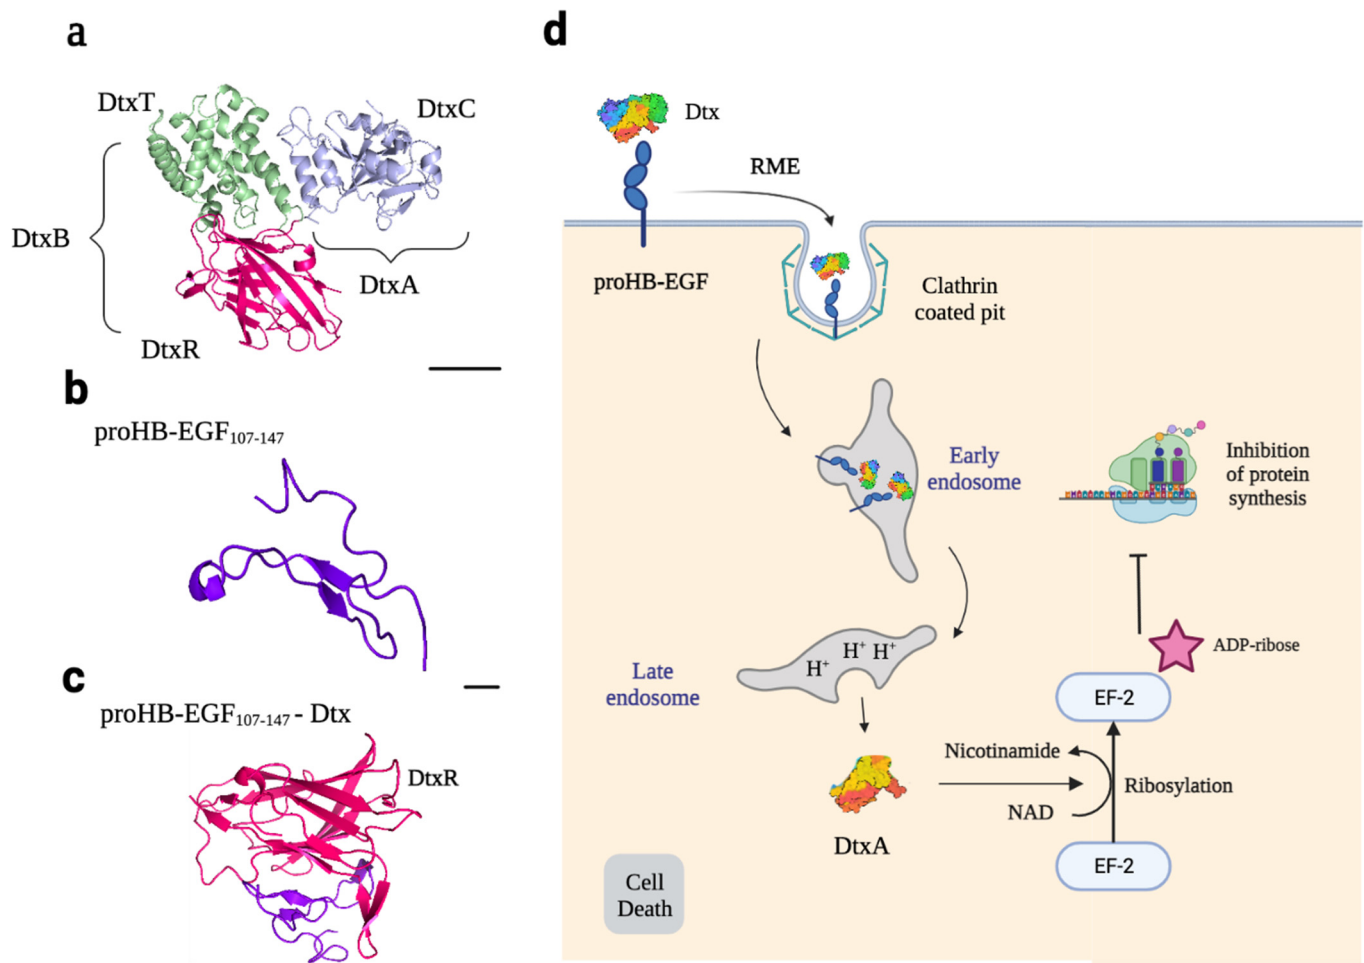 a
DtxT
DtxC
DtxB
DtxA
DtxR
b
proHB-EGF107-147
c
proHB-EGF107-147 - Dtx
DtxR
d
Dtx
RME
proHB-EGF
Clathrin
coated pit
Early
endosome
Inhibition
of protein
synthesis
H+ H+ H+
Late
endosome
ADP-ribose
EF-2
Nicotinamide
Ribosylation
NAD
DtxA
EF-2
Cell
Death